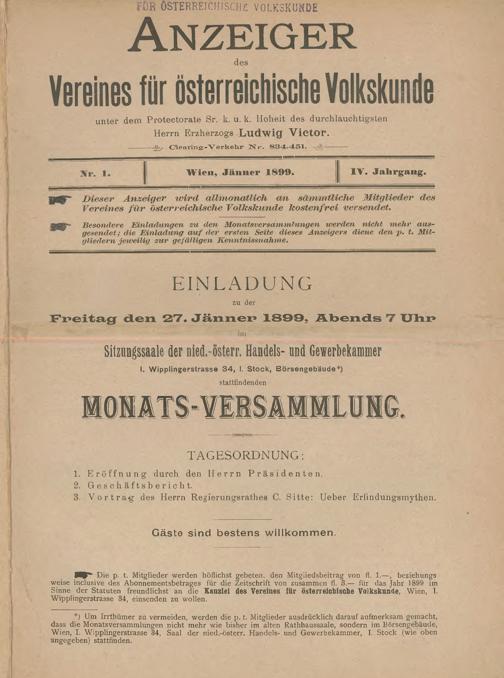 FÜR ÖSTERREICHISCHE VOLKSKUNDE
ANZEIGER
des
Vereines für österreichische Volkskunde
unter dem Protectorate Sr. k. u. k. Hoheit des durchlauchtigsten
Herrn Erzherzogs Ludwig Victor.
Clearing-Verkehr Nr. 834.451.
Nr. 1.
Wien, Jänner 1899.
IV. Jahrgang.
Dieser Anzeiger wird allmonatlich an sämmtliche Mitglieder des
Vereines für österreichische Volkskunde kostenfrei versendet.
Besondere Einladungen zu den Monatsversammlungen werden nicht mehr aus-
gesendet; die Einladung auf der ersten Seite dieses Anzeigers diene den p. t. Mit-
gliedern jeweilig zur gefälligen Kenntnisnahme.
EINLADUNG
zu der
Freitag den 27. Jänner 1899, Abends 7 Uhr
im
Sitzungssaale der nied.-österr. Handels- und Gewerbekammer
I. Wipplingerstrasse 34, I. Stock, Börsengebäude*)
stattfindenden
MONATS-VERSAMMLUNG.
TAGESORDNUNG:
1. Eröffnung durch den Herrn Präsidenten.
2. Geschäftsbericht.
3. Vortrag des Herrn Regierungsrathes C. Sitte: Ueber Erfindungsmythen.
Gäste sind bestens willkommen.
Die p. t. Mitglieder werden höflichst gebeten, den Mitgliedsbeitrag von fl. 1.—, beziehungs
weise inclusive des Abonnementsbetrages für die Zeitschrift von zusammen fl. 3.— für das Jahr 1899 im
Sinne der Statuten freundlichst an die Kanzlei des Vereines für österreichische Volkskunde, Wien, I.
Wipplingerstrasse 34, einsenden zu wollen.
*) Um Irrthümer zu vermeiden, werden die p. t. Mitglieder ausdrücklich darauf aufmerksam gemacht,
dass die Monatsversammlungen nicht mehr wie bisher im alten Rathhaussaale, sondern im Börsengebäude,
Wien, I. Wipplingerstrasse 34, Saal der nied.-österr. Handels- und Gewerbekammer, I. Stock (wie oben
angegeben) stattfinden.